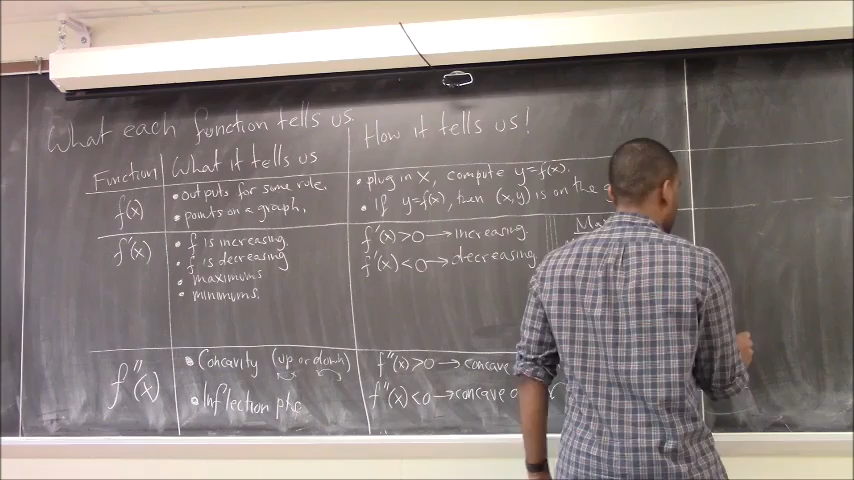 What each function tells us.
How it tells us!
Function
What it tells us
f(x)
• outputs for some rule.
• points on a graph.
• plug in x, compute y=f(x).
• If y=f(x), then (x,y) is on the
f'(x)
• f is increasing.
• f is decreasing
• maximums
• minimums.
f'(x)>0 → increasing.
f'(x)<0 → decreasing
f''(x)
• Concavity (up or down)
• Inflection pts
f''(x)>0 → concave
f''(x)<0 → concave